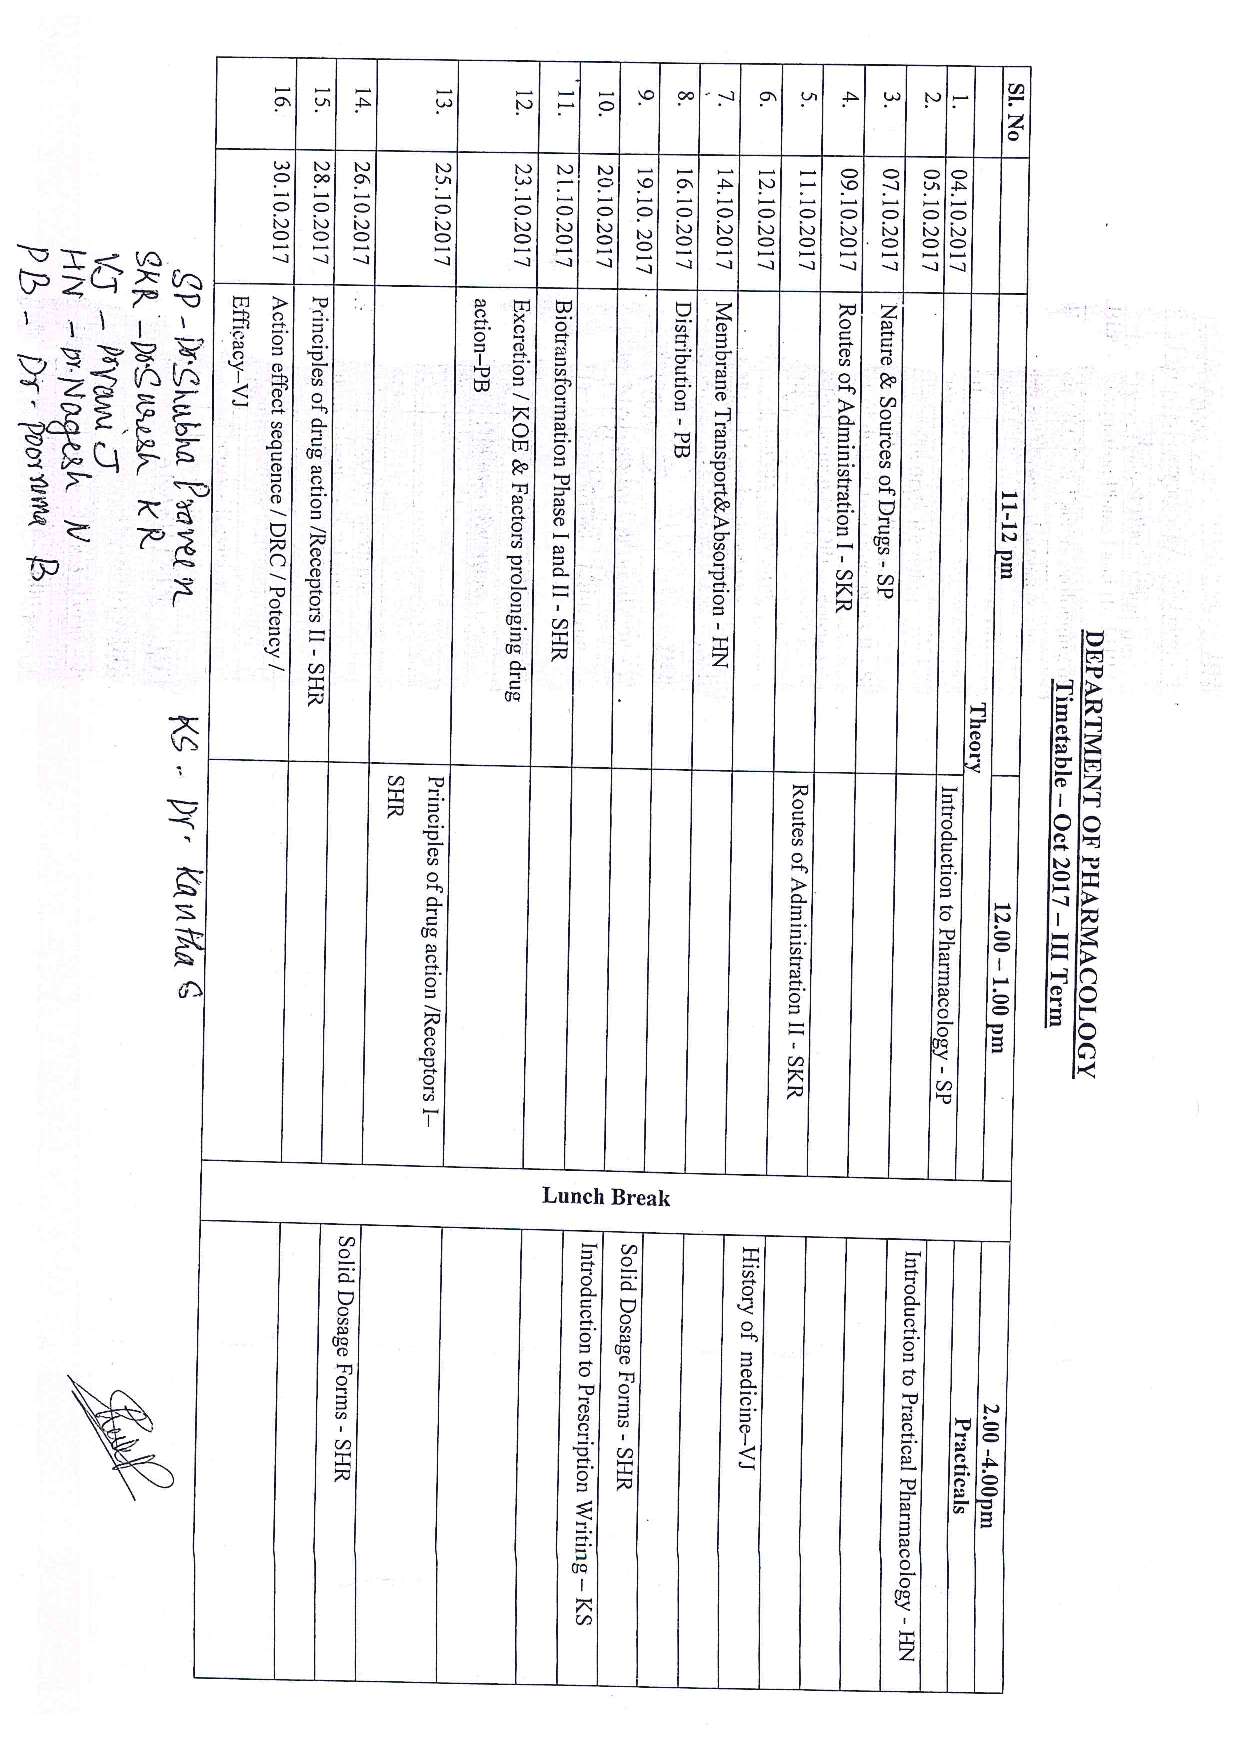 DEPARTMENT OF PHARMACOLOGY
Timetable – Oct 2017 – III Term
Sl. No 11-12 pm 12.00 – 1.00 pm Lunch Break 2.00 -4.00pm
Theory Practicals
1. 04.10.2017 Introduction to Pharmacology - SP
2. 05.10.2017 Introduction to Practical Pharmacology - HN
3. 07.10.2017 Nature & Sources of Drugs - SP
4. 09.10.2017 Routes of Administration I - SKR
5. 11.10.2017 Routes of Administration II - SKR
6. 12.10.2017 History of medicine–VJ
7. 14.10.2017 Membrane Transport&Absorption - HN
8. 16.10.2017 Distribution - PB
9. 19.10. 2017 Solid Dosage Forms - SHR
10. 20.10.2017 Introduction to Prescription Writing – KS
11. 21.10.2017 Biotransformation Phase I and II - SHR
12. 23.10.2017 Excretion / KOE & Factors prolonging drug
action–PB
13. 25.10.2017 Principles of drug action /Receptors I–
SHR
14. 26.10.2017 Solid Dosage Forms - SHR
15. 28.10.2017 Principles of drug action /Receptors II - SHR
16. 30.10.2017 Action effect sequence / DRC / Potency /
Efficacy–VJ
SP - Dr. Shubha Praveen KS - Dr. Kantha S
SKR - Dr. Suresh KR
VJ - Dr Vani J
HN - Dr. Nagesh N
PB - Dr. Poornima B